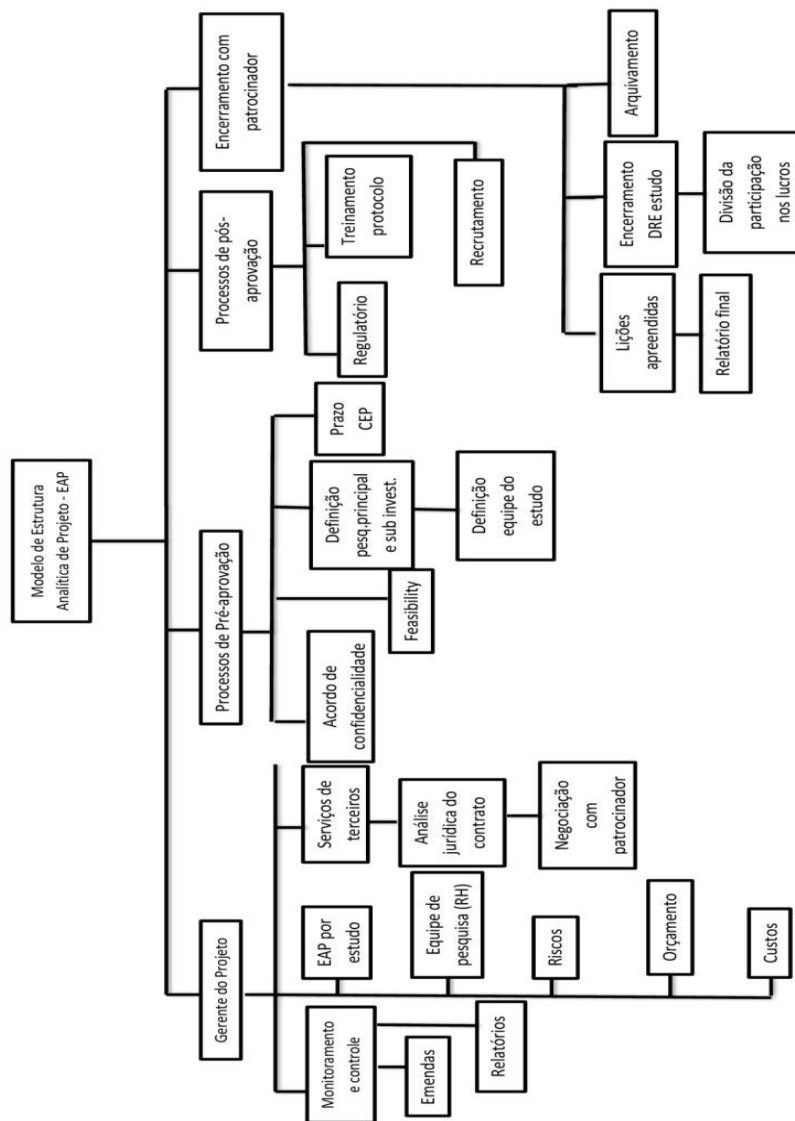 Modelo de Estrutura
Analítica de Projeto - EAP
Gerente do Projeto
Processos de Pré-aprovação
Processos de pós-
aprovação
Encerramento com
patrocinador
Monitoramento
e controle
Emendas
Relatórios
EAP por
estudo
Equipe de
pesquisa (RH)
Riscos
Orçamento
Custos
Serviços de
terceiros
Análise
jurídica do
contrato
Negociação
com
patrocinador
Acordo de
confidencialidade
Feasibility
Definição
pesq.principal
e sub invest.
Definição
equipe do
estudo
Prazo
CEP
Regulatório
Treinamento
protocolo
Recrutamento
Lições
apreendidas
Relatório final
Encerramento
DRE estudo
Divisão da
participação
nos lucros
Arquivamento